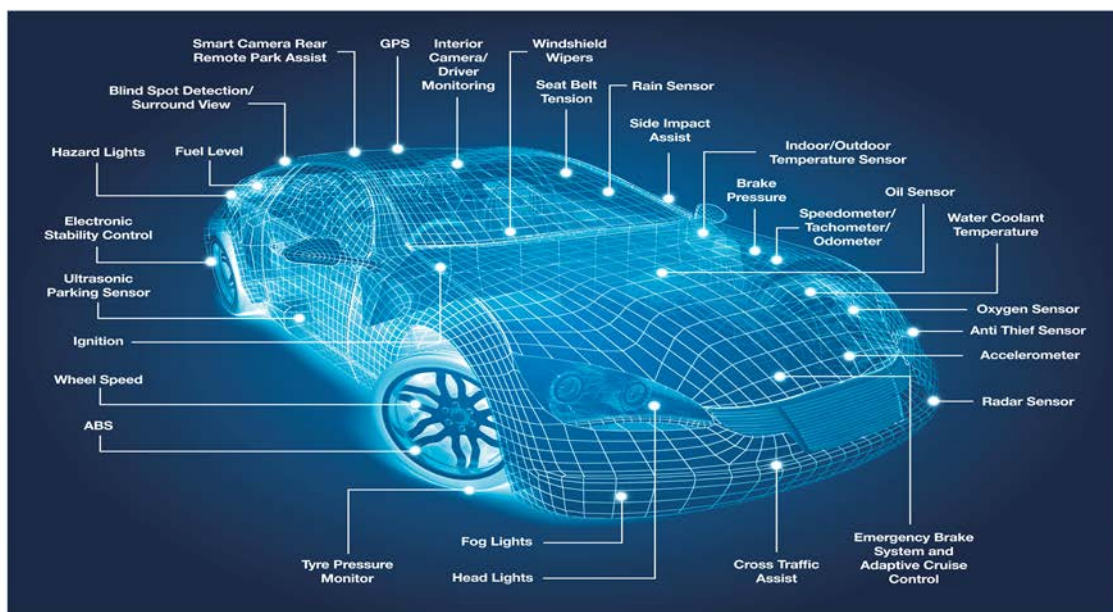 Smart Camera Rear
Remote Park Assist
GPS
Interior
Camera/
Driver
Monitoring
Windshield
Wipers
Seat Belt
Tension
Rain Sensor
Blind Spot Detection/
Surround View
Side Impact
Assist
Hazard Lights
Fuel Level
Indoor/Outdoor
Temperature Sensor
Brake
Pressure
Oil Sensor
Electronic
Stability Control
Speedometer/
Tachometer/
Odometer
Water Coolant
Temperature
Ultrasonic
Parking Sensor
Oxygen Sensor
Anti Thief Sensor
Ignition
Accelerometer
Wheel Speed
Radar Sensor
ABS
Fog Lights
Tyre Pressure
Monitor
Head Lights
Cross Traffic
Assist
Emergency Brake
System and
Adaptive Cruise
Control